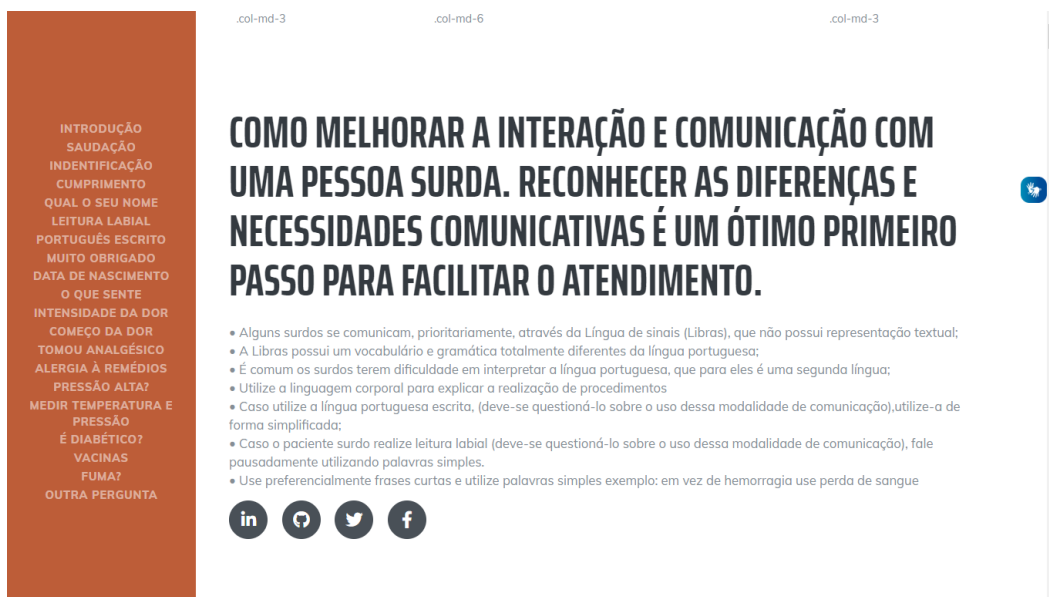 .col-md-3
.col-md-6
.col-md-3
INTRODUÇÃO
SAUDAÇÃO
INDENTIFICAÇÃO
CUMPRIMENTO
QUAL O SEU NOME
LEITURA LABIAL
PORTUGUÊS ESCRITO
MUITO OBRIGADO
DATA DE NASCIMENTO
O QUE SENTE
INTENSIDADE DA DOR
COMEÇO DA DOR
TOMOU ANALGÉSICO
ALERGIA À REMÉDIOS
PRESSÃO ALTA?
MEDIR TEMPERATURA E
PRESSÃO
É DIABÉTICO?
VACINAS
FUMA?
OUTRA PERGUNTA
COMO MELHORAR A INTERAÇÃO E COMUNICAÇÃO COM
UMA PESSOA SURDA. RECONHECER AS DIFERENÇAS E
NECESSIDADES COMUNICATIVAS É UM ÓTIMO PRIMEIRO
PASSO PARA FACILITAR O ATENDIMENTO.
• Alguns surdos se comunicam, prioritariamente, através da Língua de sinais (Libras), que não possui representação textual;
• A Libras possui um vocabulário e gramática totalmente diferentes da língua portuguesa;
• É comum os surdos terem dificuldade em interpretar a língua portuguesa, que para eles é uma segunda língua;
• Utilize a linguagem corporal para explicar a realização de procedimentos
• Caso utilize a língua portuguesa escrita, (deve-se questioná-lo sobre o uso dessa modalidade de comunicação),utilize-a de
forma simplificada;
• Caso o paciente surdo realize leitura labial (deve-se questioná-lo sobre o uso dessa modalidade de comunicação), fale
pausadamente utilizando palavras simples.
• Use preferencialmente frases curtas e utilize palavras simples exemplo: em vez de hemorragia use perda de sangue